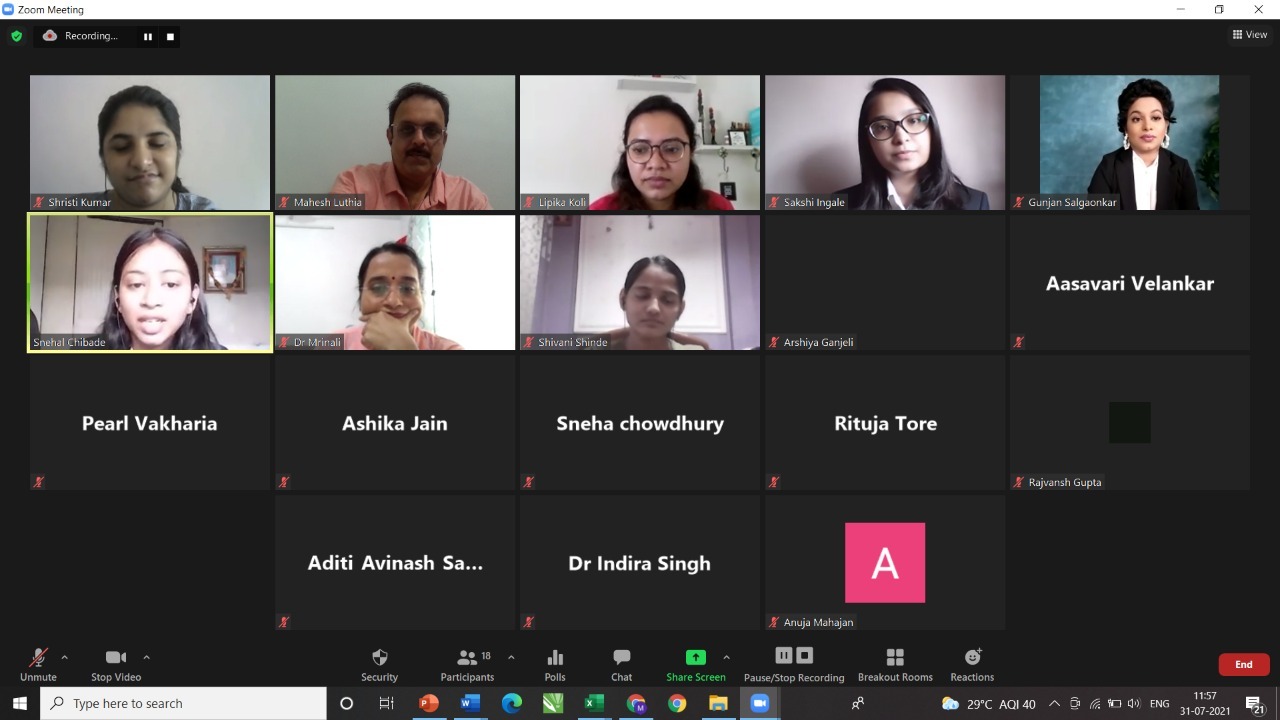 Zoom Meeting
Recording...
View
Shristi Kumar
Mahesh Luthia
Lipika Koli
Sakshi Ingale
Gunjan Salgaonkar
Snehal Chibade
Dr Mrinali
Shivani Shinde
Arshiya Ganjeli
Aasavari Velankar
Pearl Vakharia
Ashika Jain
Sneha chowdhury
Rituja Tore
Rajvansh Gupta
Aditi Avinash Sa...
Dr Indira Singh
A
Anuja Mahajan
Unmute
Stop Video
Security
Participants 18
Polls
Chat
Share Screen
Pause/Stop Recording
Breakout Rooms
Reactions
End
Type here to search
29°C AQI 40
ENG
11:57
31-07-2021
21